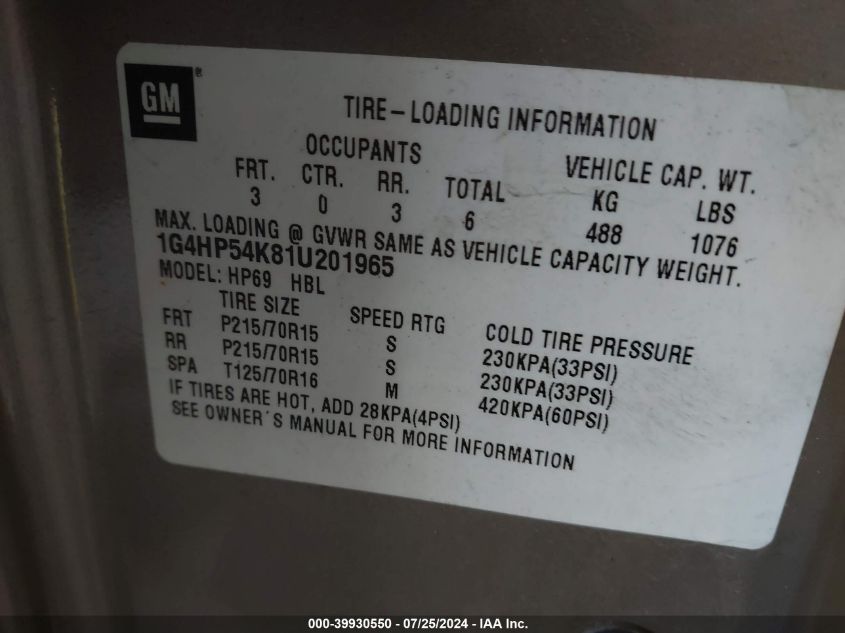 GM®
TIRE-LOADING INFORMATION
OCCUPANTS VEHICLE CAP. WT.
FRT. CTR. RR. TOTAL KG LBS
3 0 3 6 488 1076
MAX. LOADING @ GVWR SAME AS VEHICLE CAPACITY WEIGHT.
1G4HP54K81U201965
MODEL: HP69 HBL
TIRE SIZE SPEED RTG COLD TIRE PRESSURE
FRT P215/70R15 S 230KPA(33PSI)
RR P215/70R15 S 230KPA(33PSI)
SPA T125/70R16 M 420KPA(60PSI)
IF TIRES ARE HOT, ADD 28KPA(4PSI)
SEE OWNER'S MANUAL FOR MORE INFORMATION
000-39930550 / 07/25/2024 - IAA Inc.